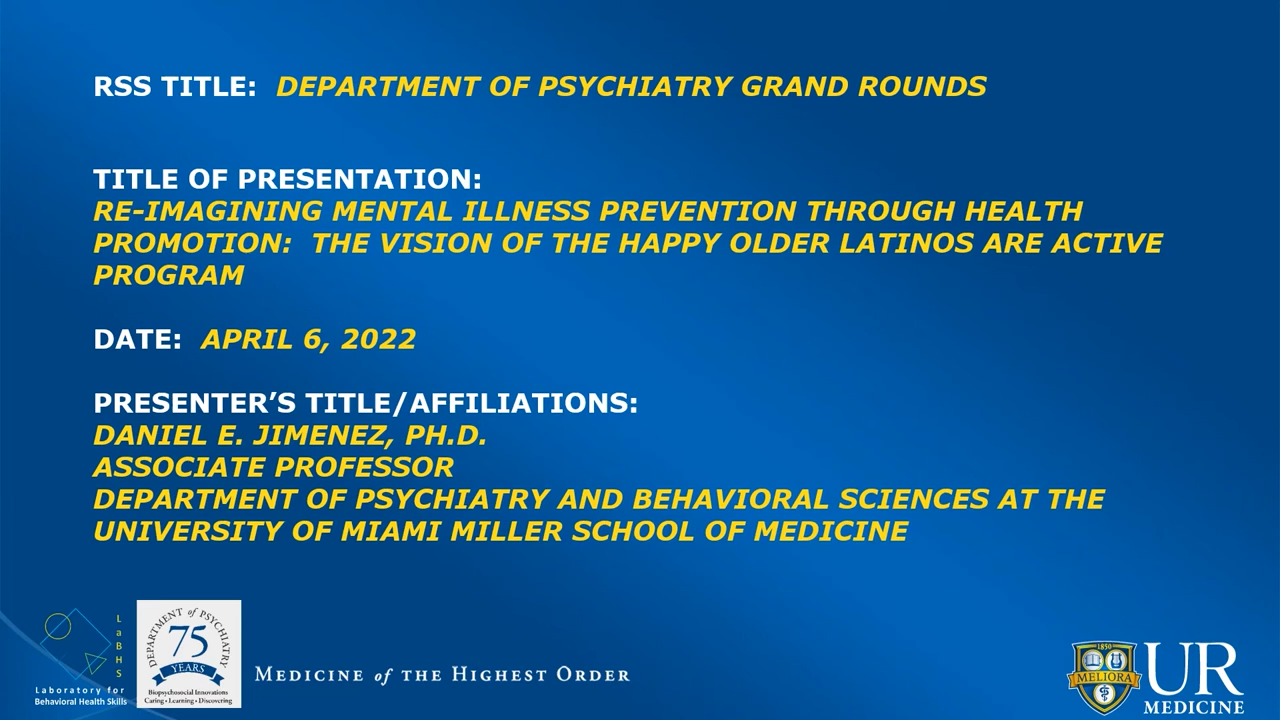 RSS TITLE: DEPARTMENT OF PSYCHIATRY GRAND ROUNDS
TITLE OF PRESENTATION:
RE-IMAGINING MENTAL ILLNESS PREVENTION THROUGH HEALTH
PROMOTION: THE VISION OF THE HAPPY OLDER LATINOS ARE ACTIVE
PROGRAM
DATE: APRIL 6, 2022
PRESENTER’S TITLE/AFFILIATIONS:
DANIEL E. JIMENEZ, PH.D.
ASSOCIATE PROFESSOR
DEPARTMENT OF PSYCHIATRY AND BEHAVIORAL SCIENCES AT THE
UNIVERSITY OF MIAMI MILLER SCHOOL OF MEDICINE
L
a
B
H
S
Laboratory for
Behavioral Health Skills
DEPARTMENT of PSYCHIATRY
75
YEARS
Biopsychosocial Innovations
Caring • Learning • Discovering
MEDICINE of THE HIGHEST ORDER
1850
MELIORA
UR
MEDICINE